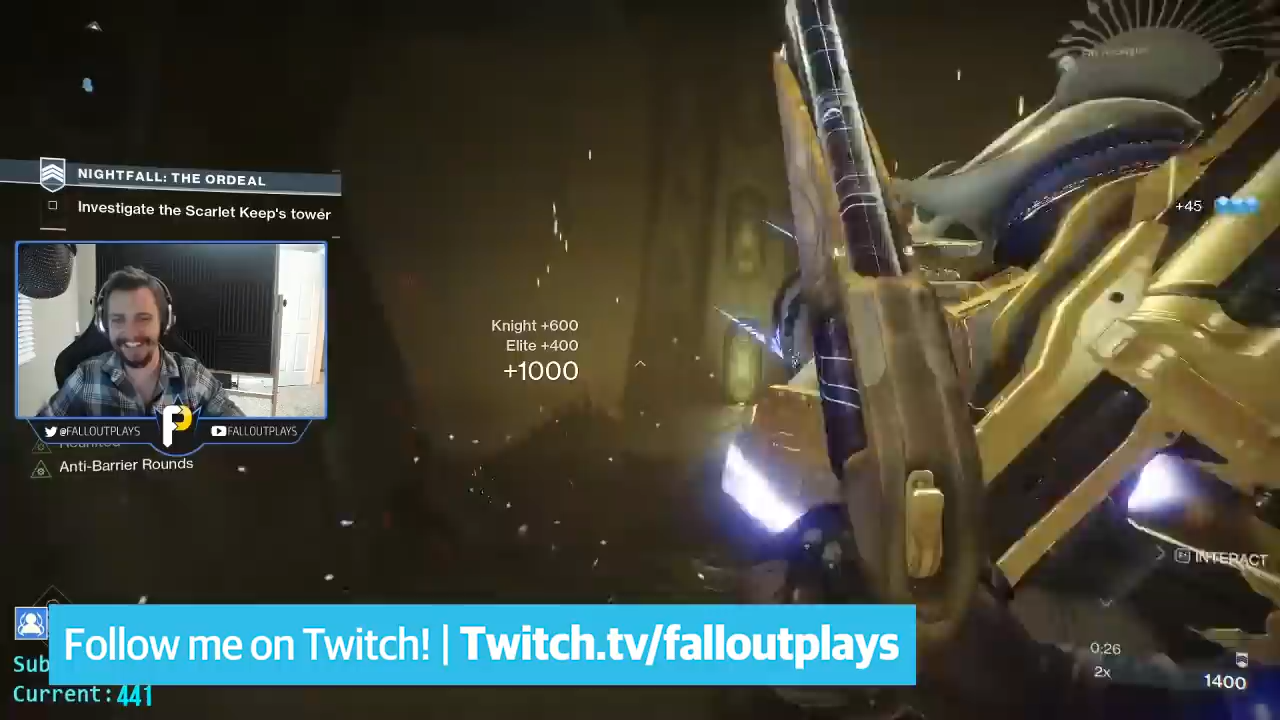 NIGHTFALL: THE ORDEAL
Investigate the Scarlet Keep's tower
+45
Knight +600
Elite +400
+1000
@FALLOUTPLAYS
FALLOUTPLAYS
Reunited
Anti-Barrier Rounds
INTERACT
Follow me on Twitch! | Twitch.tv/falloutplays
Sub
Current: 441
0:26
2x
1400